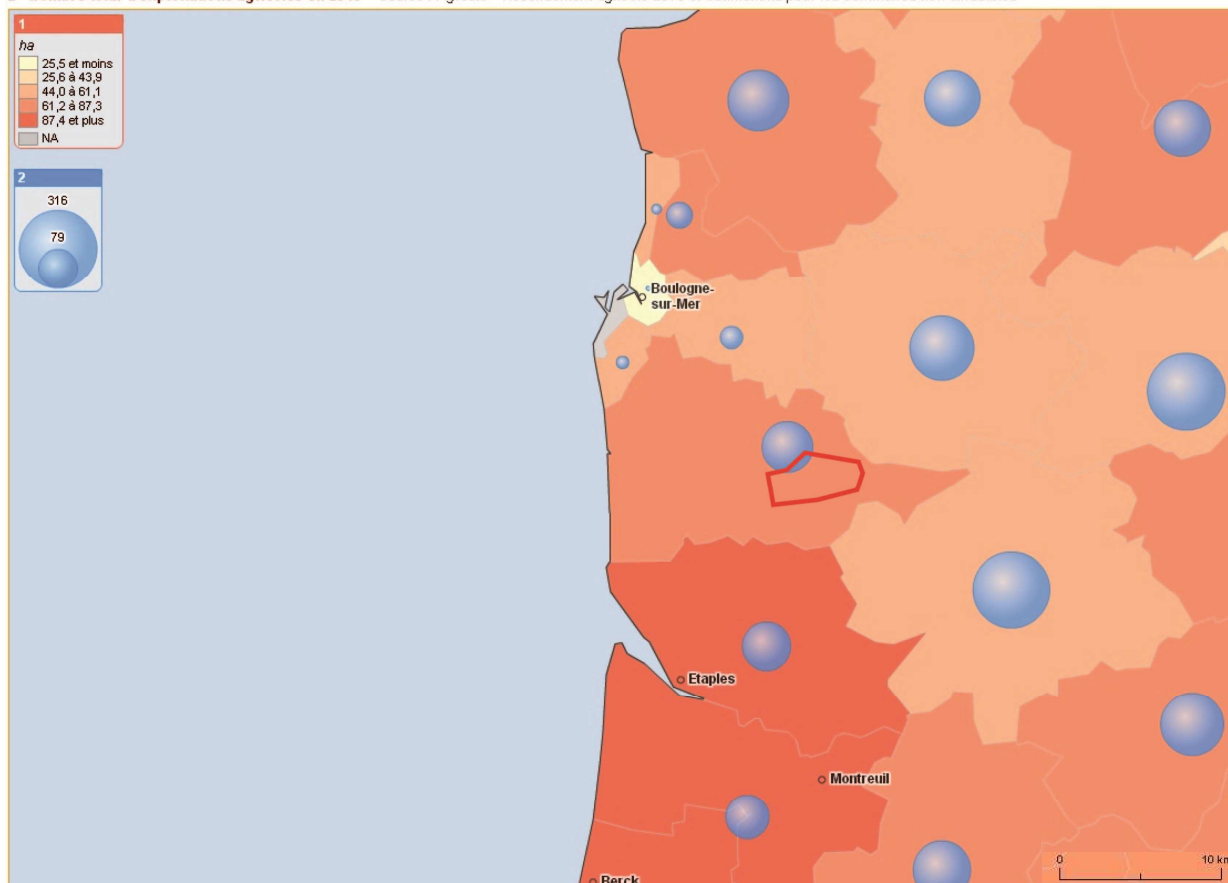 1
ha
25,5 et moins
25,6 à 43,9
44,0 à 61,1
61,2 à 87,3
87,4 et plus
NA
2
316
79
Boulogne-
sur-Mer
Etaples
Montreuil
Berck
0 10 km